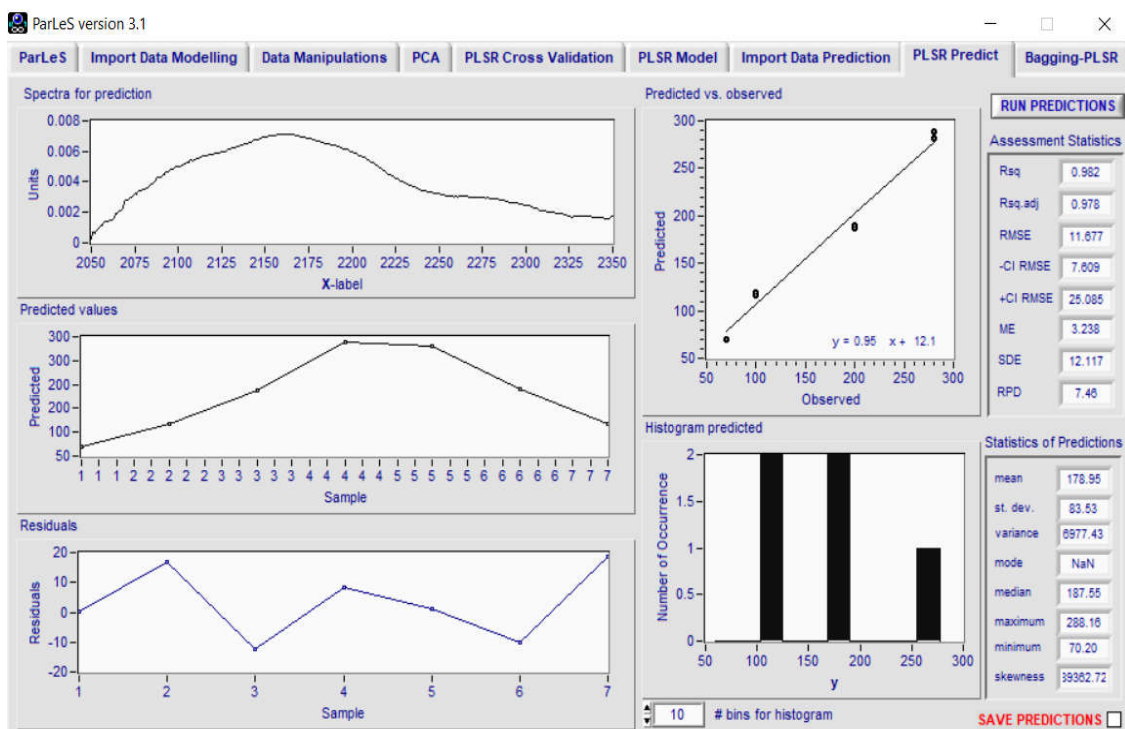 ParLeS version 3.1
ParLeS Import Data Modelling Data Manipulations PCA PLSR Cross Validation PLSR Model Import Data Prediction PLSR Predict Bagging-PLSR
Spectra for prediction
0.008
0.006
0.004
0.002
0
Units
2050 2075 2100 2125 2150 2175 2200 2225 2250 2275 2300 2325 2350
X-label
Predicted values
300
300
200
200
100
100
50
Predicted
1 1 1 2 2 2 2 3 3 3 4 4 4 4 5 5 5 6 6 6 6 7 7 7
Sample
Residuals
20
10
0
-10
-20
Residuals
1 2 3 4 5 6 7
Sample
Predicted vs. observed
300
250
200
150
100
50
Predicted
y = 0.95 x + 12.1
50 100 150 200 250 300
Observed
Histogram predicted
2
1.5
1
0.5
0
Number of Occurrence
50 100 150 200 250 300
y
10 # bins for histogram
RUN PREDICTIONS
Assessment Statistics
Rsq 0.982
Rsq.adj 0.978
RMSE 11.677
-CI RMSE 7.609
+CI RMSE 25.085
ME 3.238
SDE 12.117
RPD 7.46
Statistics of Predictions
mean 178.95
st. dev. 83.53
variance 6977.43
mode NaN
median 187.55
maximum 288.16
minimum 70.20
skewness 39362.72
SAVE PREDICTIONS